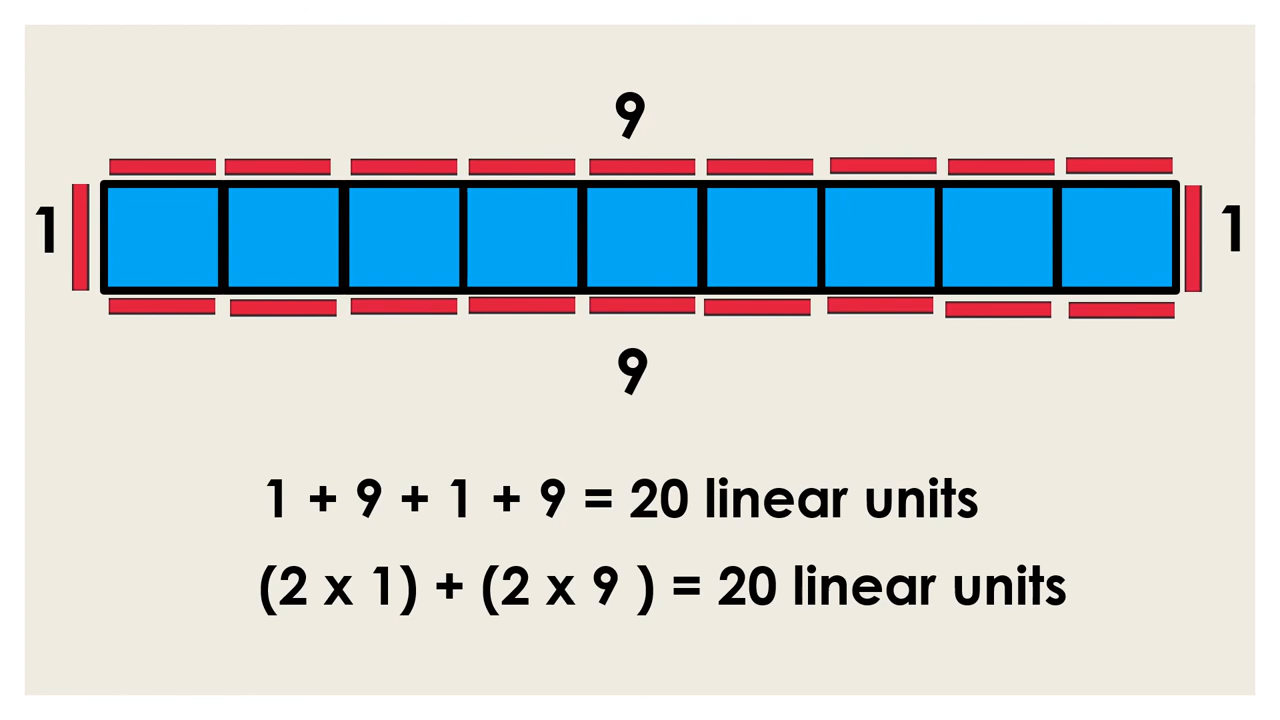 9
1
1
9
1 + 9 + 1 + 9 = 20 linear units
(2 x 1) + (2 x 9 ) = 20 linear units